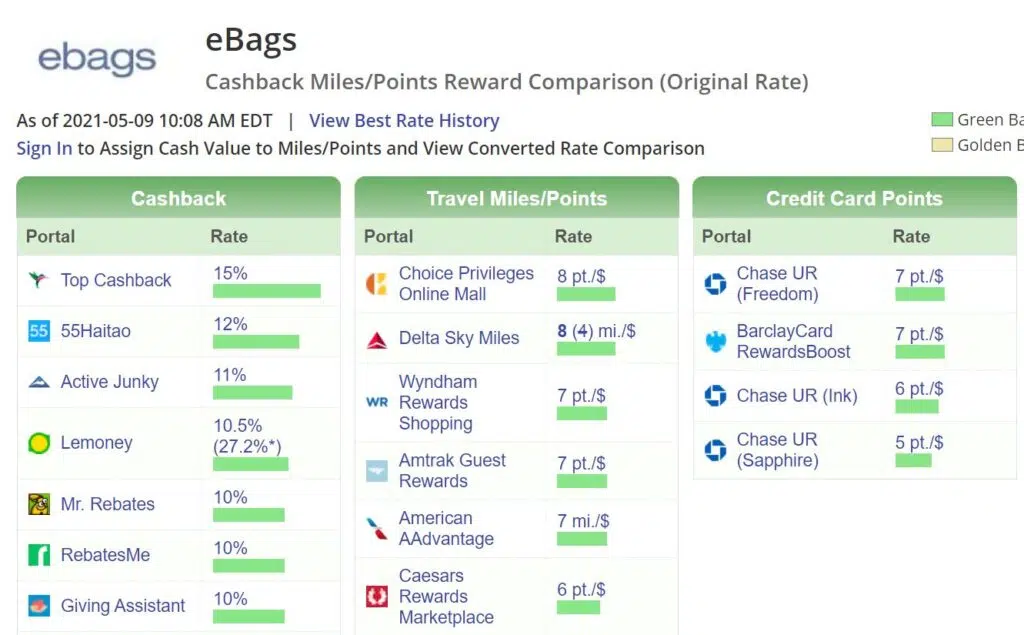 ebags
eBags
Cashback Miles/Points Reward Comparison (Original Rate)
As of 2021-05-09 10:08 AM EDT | View Best Rate History
Green Ba
Sign In to Assign Cash Value to Miles/Points and View Converted Rate Comparison
Golden B
Cashback
Portal Rate
Top Cashback 15%
55
55Haitao 12%
Active Junky 11%
Lemoney 10.5%
(27.2%*)
Mr. Rebates 10%
RebatesMe 10%
Giving Assistant 10%
Travel Miles/Points
Portal Rate
Choice Privileges
Online Mall
8 pt./$
Delta Sky Miles 8 (4) mi./$
WR
Wyndham
Rewards
Shopping
7 pt./$
Amtrak Guest
Rewards
7 pt./$
American
AAdvantage
7 mi./$
Caesars
Rewards
Marketplace
6 pt./$
Credit Card Points
Portal Rate
Chase UR
(Freedom)
7 pt./$
BarclayCard
RewardsBoost
7 pt./$
Chase UR (Ink) 6 pt./$
Chase UR
(Sapphire)
5 pt./$